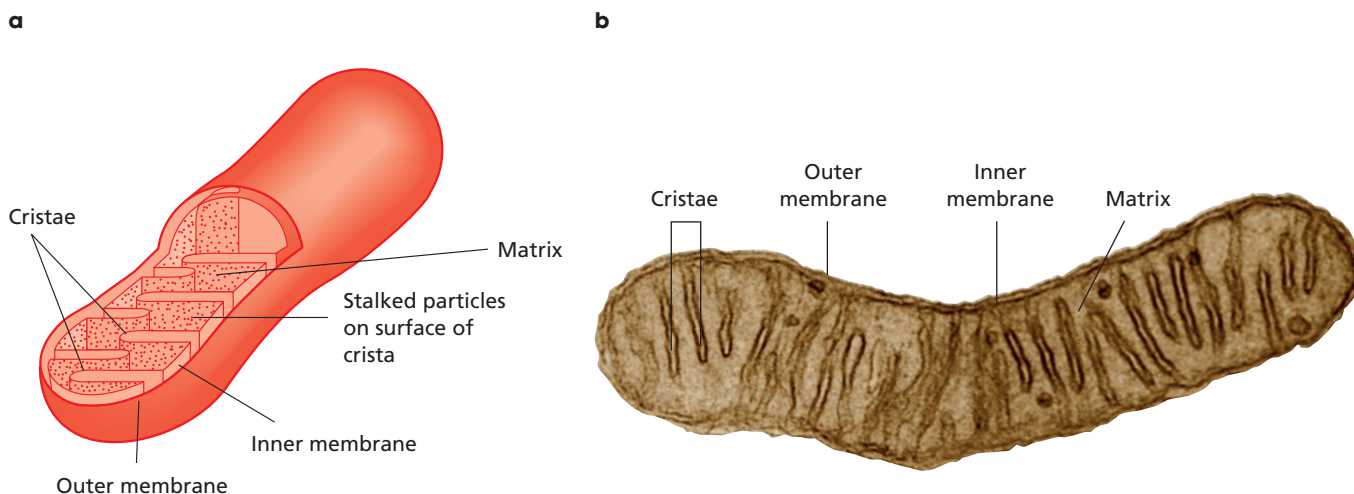 a
Cristae
Matrix
Stalked particles
on surface of
crista
Inner membrane
Outer membrane
b
Cristae
Outer
membrane
Inner
membrane
Matrix